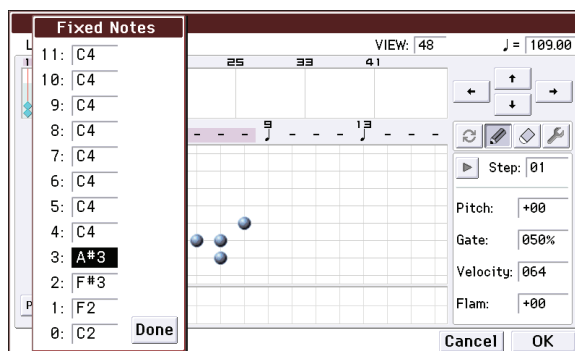 Fixed Notes
11: C4
10: C4
9: C4
8: C4
7: C4
6: C4
5: C4
4: C4
3: A#3
2: F#3
1: F2
0: C2
Done
L
VIEW: 48
♩= 109.00
1
25 33 41
9 13
Step: 01
Pitch: +00
Gate: 050%
Velocity: 064
Flam: +00
P
Cancel OK